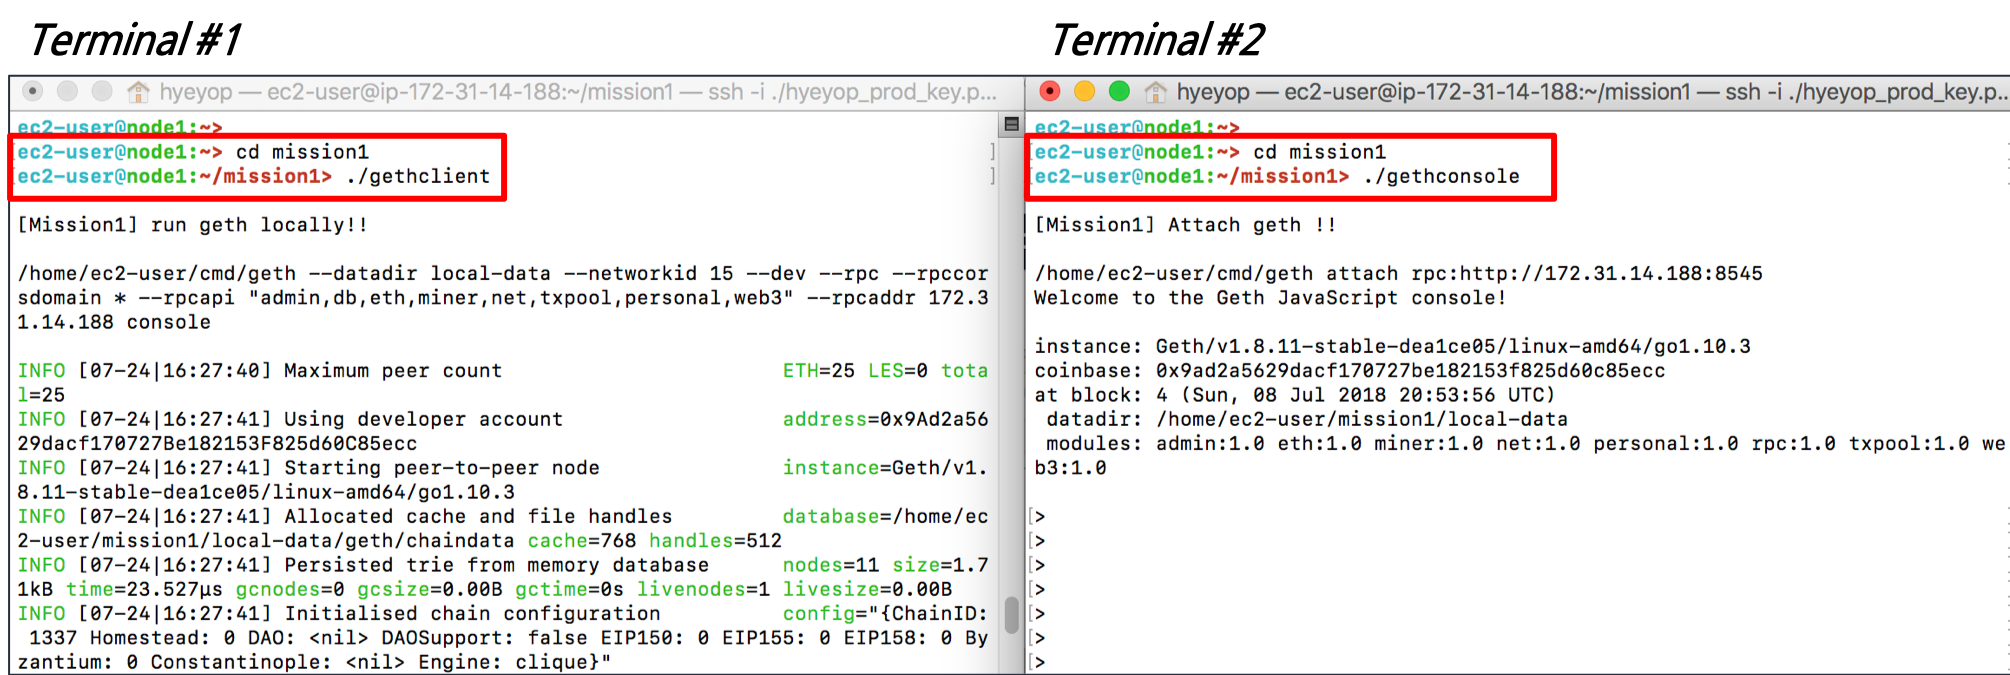 Terminal #1
hyeyop — ec2-user@ip-172-31-14-188:~/mission1 — ssh -i ./hyeyop_prod_key.p...
ec2-user@node1:~>
[ec2-user@node1:~> cd mission1 ]
[ec2-user@node1:~/mission1> ./gethclient ]
[Mission1] run geth locally!!
/home/ec2-user/cmd/geth --datadir local-data --networkid 15 --dev --rpc --rpccor
sdomain * --rpcapi "admin,db,eth,miner,net,txpool,personal,web3" --rpcaddr 172.3
1.14.188 console
INFO [07-24|16:27:40] Maximum peer count ETH=25 LES=0 tota
l=25
INFO [07-24|16:27:41] Using developer account address=0x9Ad2a56
29dacf170727Be182153F825d60C85ecc
INFO [07-24|16:27:41] Starting peer-to-peer node instance=Geth/v1.
8.11-stable-dea1ce05/linux-amd64/go1.10.3
INFO [07-24|16:27:41] Allocated cache and file handles database=/home/ec
2-user/mission1/local-data/geth/chaindata cache=768 handles=512
INFO [07-24|16:27:41] Persisted trie from memory database nodes=11 size=1.7
1kB time=23.527µs gcnodes=0 gcsize=0.00B gctime=0s livenodes=1 livesize=0.00B
INFO [07-24|16:27:41] Initialised chain configuration config="{ChainID:
1337 Homestead: 0 DAO: <nil> DAOSupport: false EIP150: 0 EIP155: 0 EIP158: 0 By
zantium: 0 Constantinople: <nil> Engine: clique}"
Terminal #2
hyeyop — ec2-user@ip-172-31-14-188:~/mission1 — ssh -i ./hyeyop_prod_key.p...
ec2-user@node1:~>
[ec2-user@node1:~> cd mission1
[ec2-user@node1:~/mission1> ./gethconsole
[Mission1] Attach geth !!
/home/ec2-user/cmd/geth attach rpc:http://172.31.14.188:8545
Welcome to the Geth JavaScript console!
instance: Geth/v1.8.11-stable-dea1ce05/linux-amd64/go1.10.3
coinbase: 0x9ad2a5629dacf170727be182153f825d60c85ecc
at block: 4 (Sun, 08 Jul 2018 20:53:56 UTC)
datadir: /home/ec2-user/mission1/local-data
modules: admin:1.0 eth:1.0 miner:1.0 net:1.0 personal:1.0 rpc:1.0 txpool:1.0 we
b3:1.0
[>
[>
[>
[>
[>
[>
[>